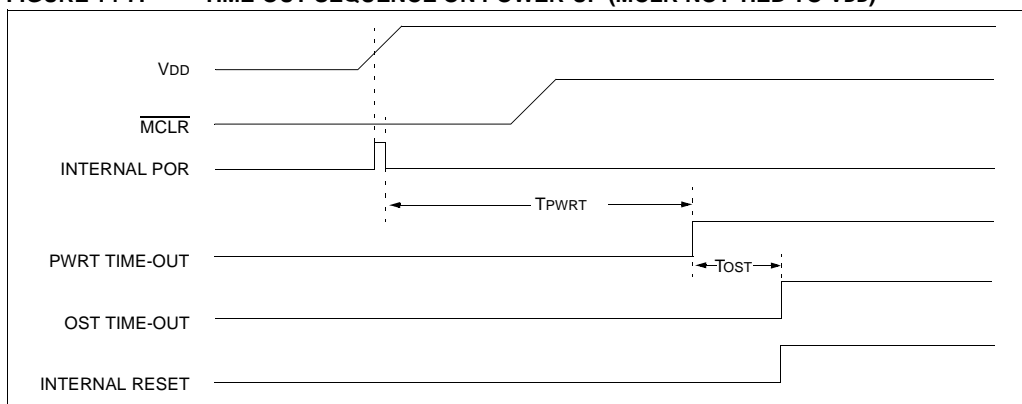 VDD
MCLR
INTERNAL POR
TPWRT
PWRT TIME-OUT
TOST
OST TIME-OUT
INTERNAL RESET